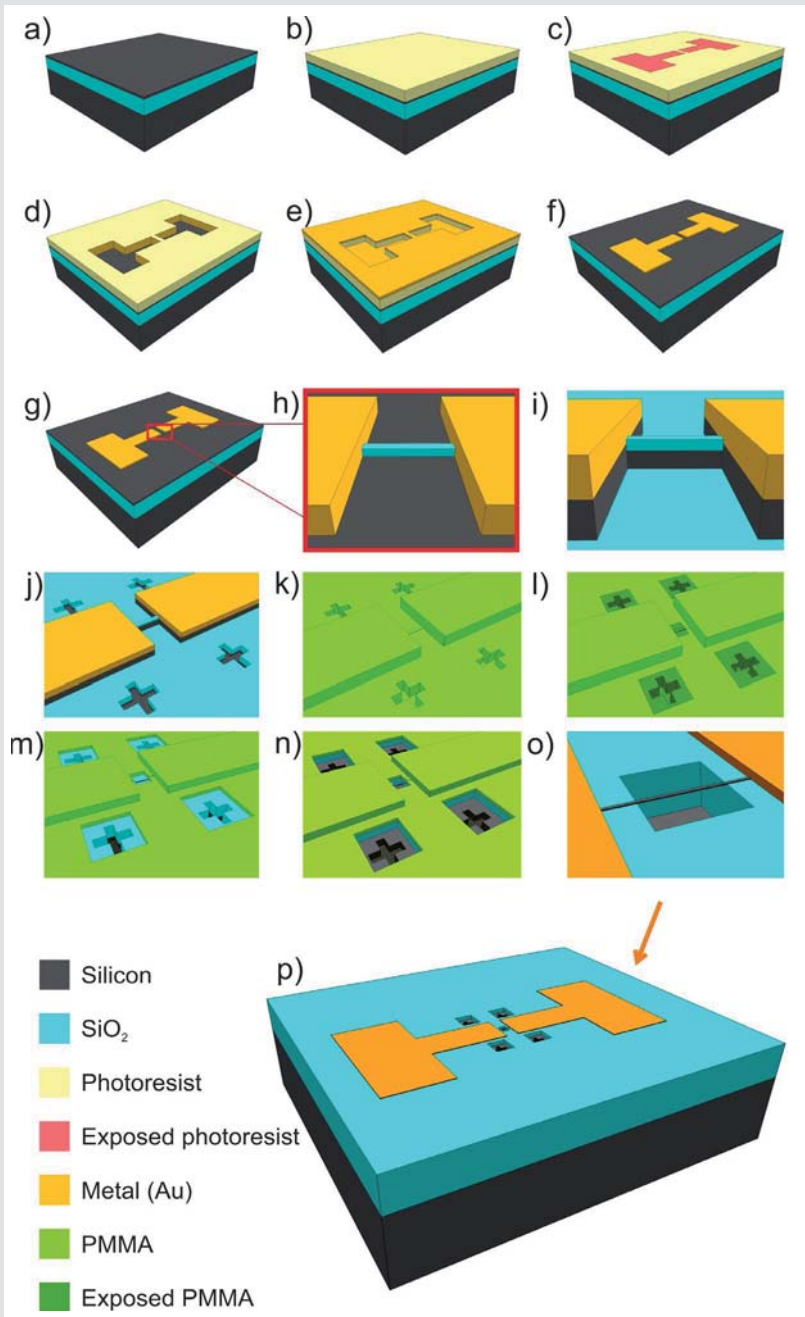 a) b) c)
d) e) f)
g) h) i)
j) k) l)
m) n) o)
p)
Silicon
SiO₂
Photoresist
Exposed photoresist
Metal (Au)
PMMA
Exposed PMMA